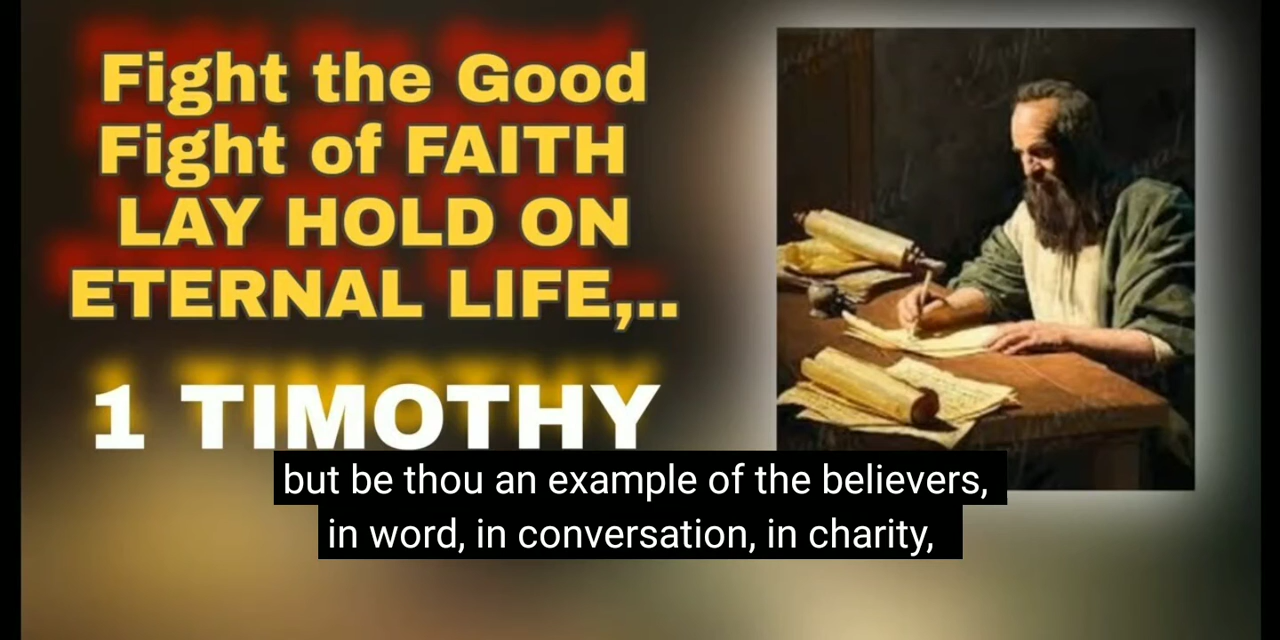 Fight the Good
Fight of FAITH
LAY HOLD ON
ETERNAL LIFE,..
1 TIMOTHY
but be thou an example of the believers,
in word, in conversation, in charity,